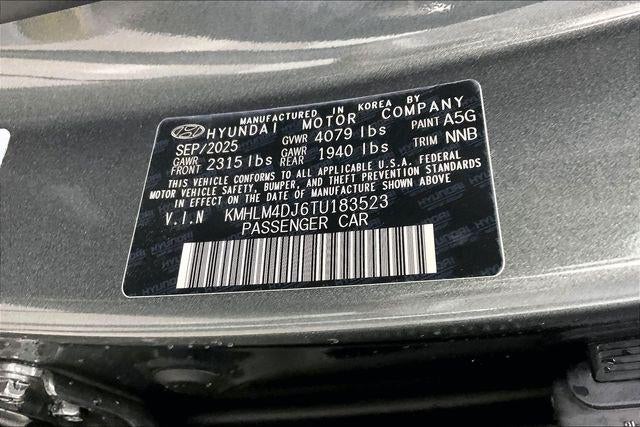 MANUFACTURED IN KOREA BY
HYUNDAI MOTOR COMPANY
SEP/2025 GVWR 4079 lbs PAINT A5G
GAWR FRONT 2315 lbs GAWR REAR 1940 lbs TRIM NNB
THIS VEHICLE CONFORMS TO ALL APPLICABLE U.S.A. FEDERAL
MOTOR VEHICLE SAFETY, BUMPER, AND THEFT PREVENTION STANDARDS
IN EFFECT ON THE DATE OF MANUFACTURE SHOWN ABOVE.
V.I.N KMHLM4DJ6TU183523
PASSENGER CAR